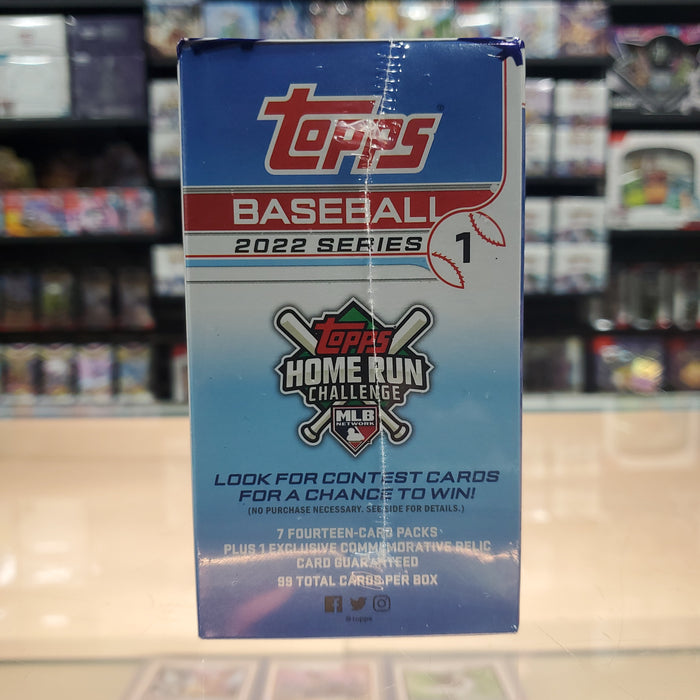 Topps
BASEBALL
2022 SERIES 1
Topps
HOME RUN
CHALLENGE
MLB
NETWORK
LOOK FOR CONTEST CARDS
FOR A CHANCE TO WIN!
(NO PURCHASE NECESSARY. SEE SIDE FOR DETAILS.)
7 FOURTEEN-CARD PACKS
PLUS 1 EXCLUSIVE COMMEMORATIVE RELIC
CARD GUARANTEED
99 TOTAL CARDS PER BOX
@topps